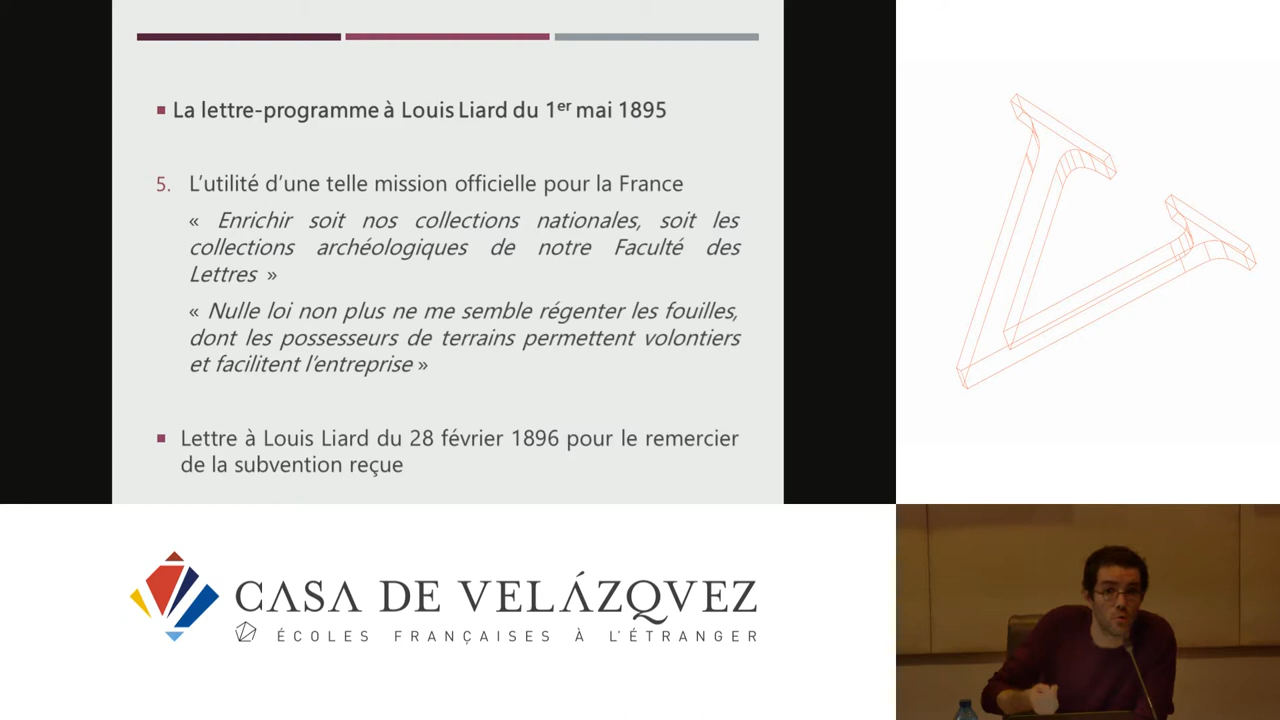 ▪ La lettre-programme à Louis Liard du 1er mai 1895
5. L'utilité d'une telle mission officielle pour la France
« Enrichir soit nos collections nationales, soit les
collections archéologiques de notre Faculté des
Lettres »
« Nulle loi non plus ne me semble régenter les fouilles,
dont les possesseurs de terrains permettent volontiers
et facilitent l'entreprise »
▪ Lettre à Louis Liard du 28 février 1896 pour le remercier
de la subvention reçue
CASA DE VELÁZQVEZ
ÉCOLES FRANÇAISES À L'ÉTRANGER